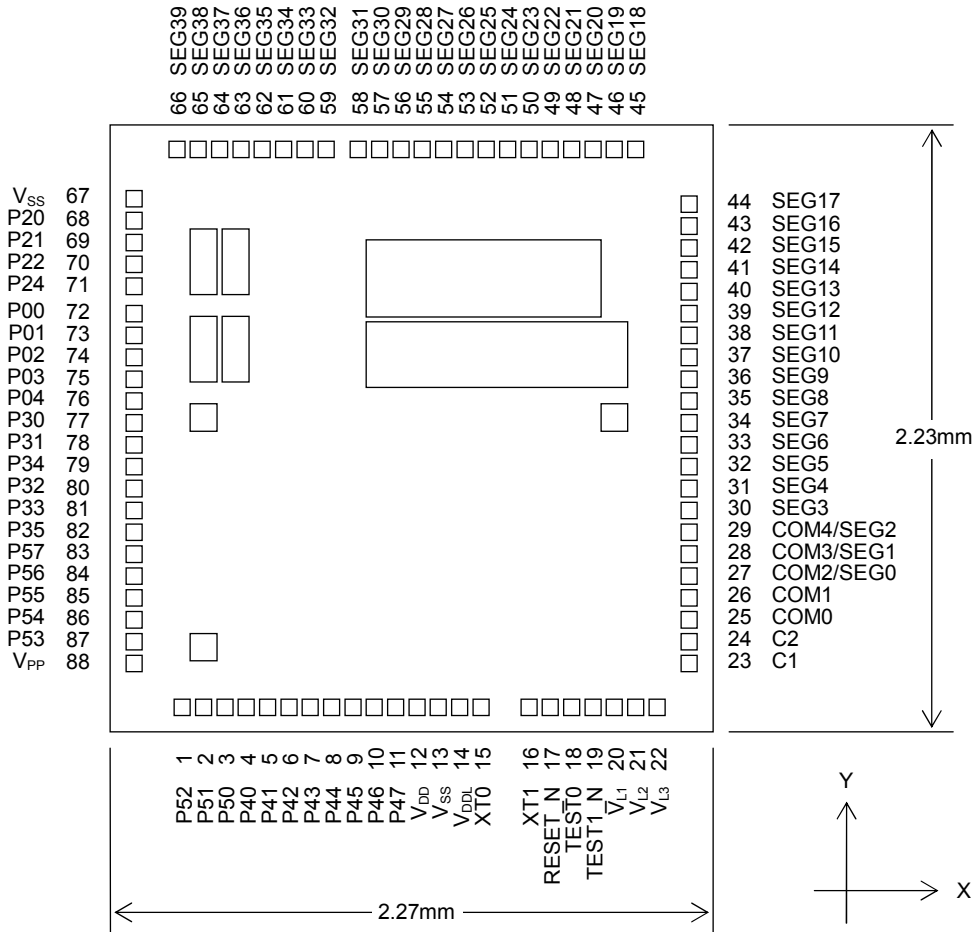 66 SEG39
65 SEG38
64 SEG37
63 SEG36
62 SEG35
61 SEG34
60 SEG33
59 SEG32
58 SEG31
57 SEG30
56 SEG29
55 SEG28
54 SEG27
53 SEG26
52 SEG25
51 SEG24
50 SEG23
49 SEG22
48 SEG21
47 SEG20
46 SEG19
45 SEG18
VSS 67
P20 68
P21 69
P22 70
P24 71
P00 72
P01 73
P02 74
P03 75
P04 76
P30 77
P31 78
P34 79
P32 80
P33 81
P35 82
P57 83
P56 84
P55 85
P54 86
P53 87
VPP 88
44 SEG17
43 SEG16
42 SEG15
41 SEG14
40 SEG13
39 SEG12
38 SEG11
37 SEG10
36 SEG9
35 SEG8
34 SEG7
33 SEG6
32 SEG5
31 SEG4
30 SEG3
29 COM4/SEG2
28 COM3/SEG1
27 COM2/SEG0
26 COM1
25 COM0
24 C2
23 C1
2.23mm
P52 1
P51 2
P50 3
P40 4
P41 5
P42 6
P43 7
P44 8
P45 9
P46 10
P47 11
VDD 12
VSS 13
VDDL 14
XT0 15
XT1 16
RESET_N 17
TEST0 18
TEST1_N 19
VL1 20
VL2 21
VL3 22
2.27mm
Y
X